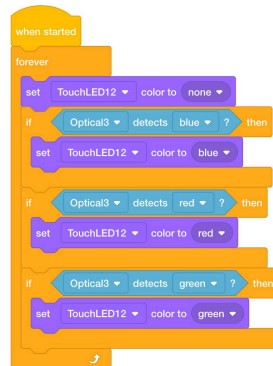 when started
forever
set TouchLED12 color to none
if Optical3 detects blue ? then
set TouchLED12 color to blue
if Optical3 detects red ? then
set TouchLED12 color to red
if Optical3 detects green ? then
set TouchLED12 color to green